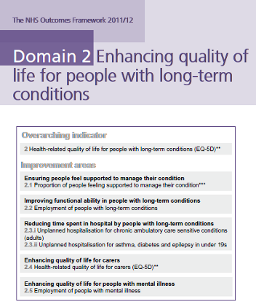 The NHS Outcomes Framework 2011/12
Domain 2 Enhancing quality of
life for people with long-term
conditions
Overarching indicator
2 Health-related quality of life for people with long-term conditions (EQ-5D)**
Improvement areas
Ensuring people feel supported to manage their condition
2.1 Proportion of people feeling supported to manage their condition***
Improving functional ability in people with long-term conditions
2.2 Employment of people with long-term conditions
Reducing time spent in hospital by people with long-term conditions
2.3.i Unplanned hospitalisation for chronic ambulatory care sensitive conditions
(adults)
2.3.ii Unplanned hospitalisation for asthma, diabetes and epilepsy in under 19s
Enhancing quality of life for carers
2.4 Health-related quality of life for carers (EQ-5D)**
Enhancing quality of life for people with mental illness
2.5 Employment of people with mental illness